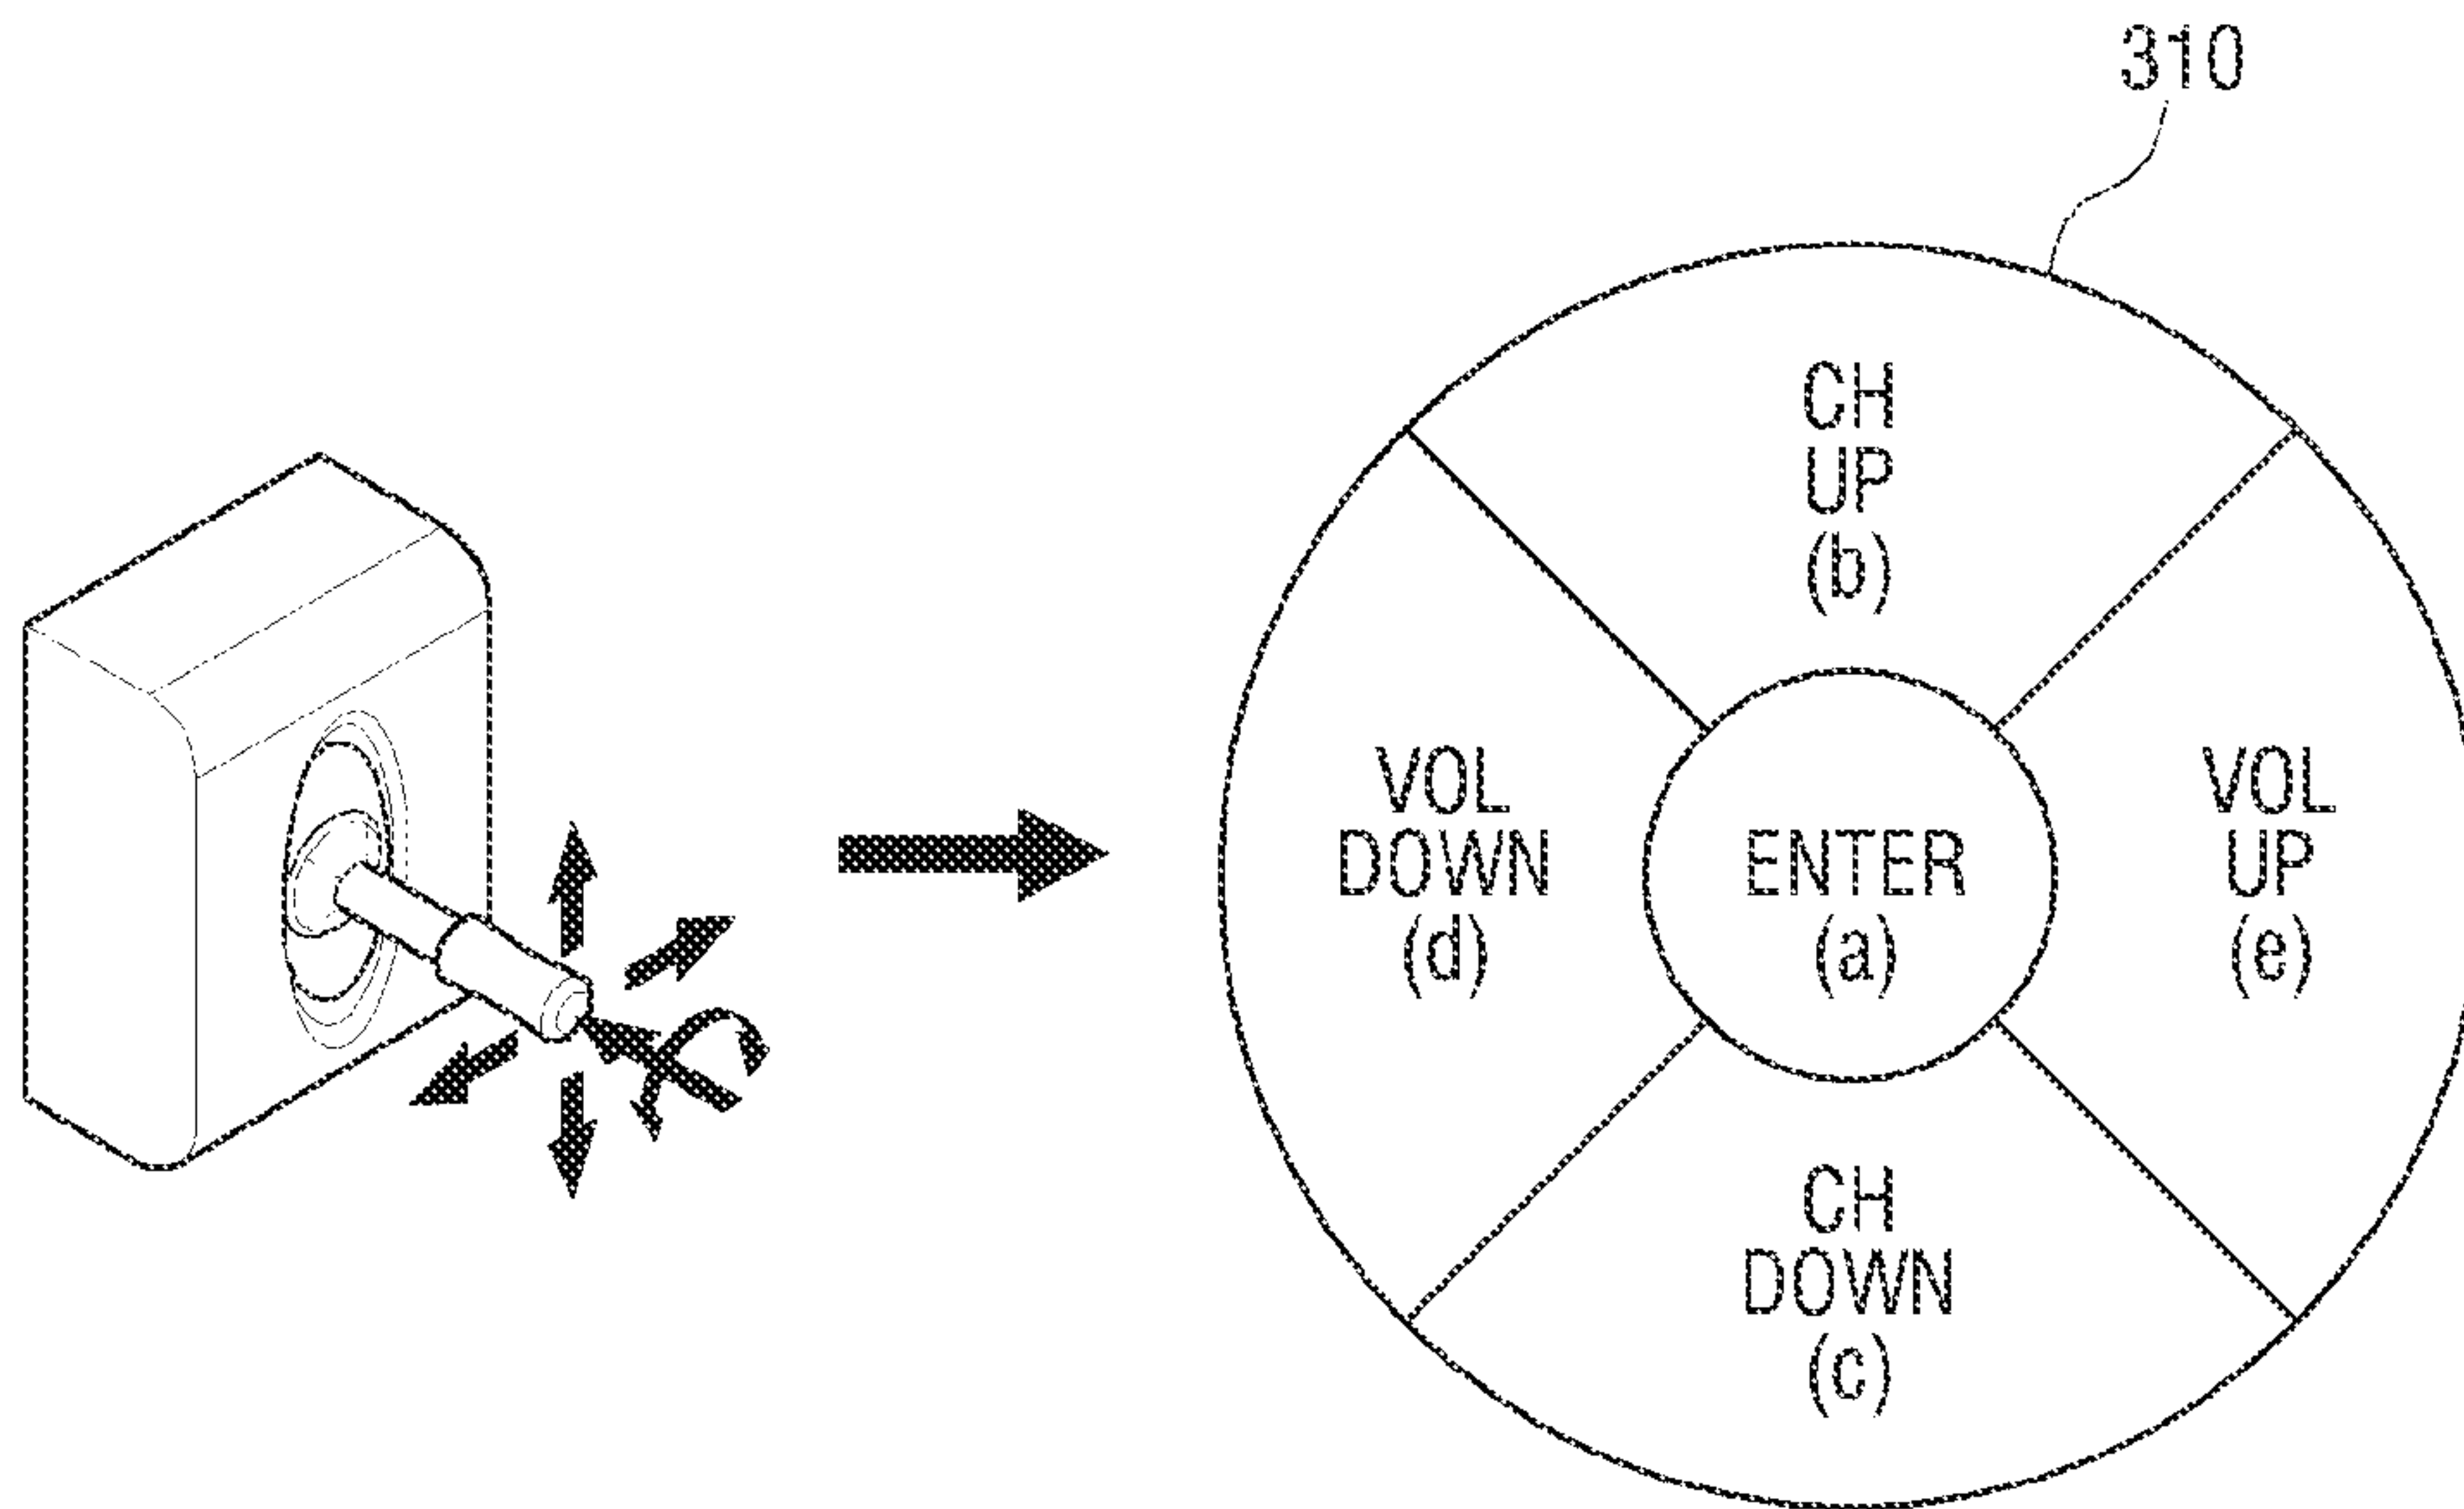 310
CH
UP
(b)
VOL
DOWN
(d)
ENTER
(a)
VOL
UP
(e)
CH
DOWN
(c)